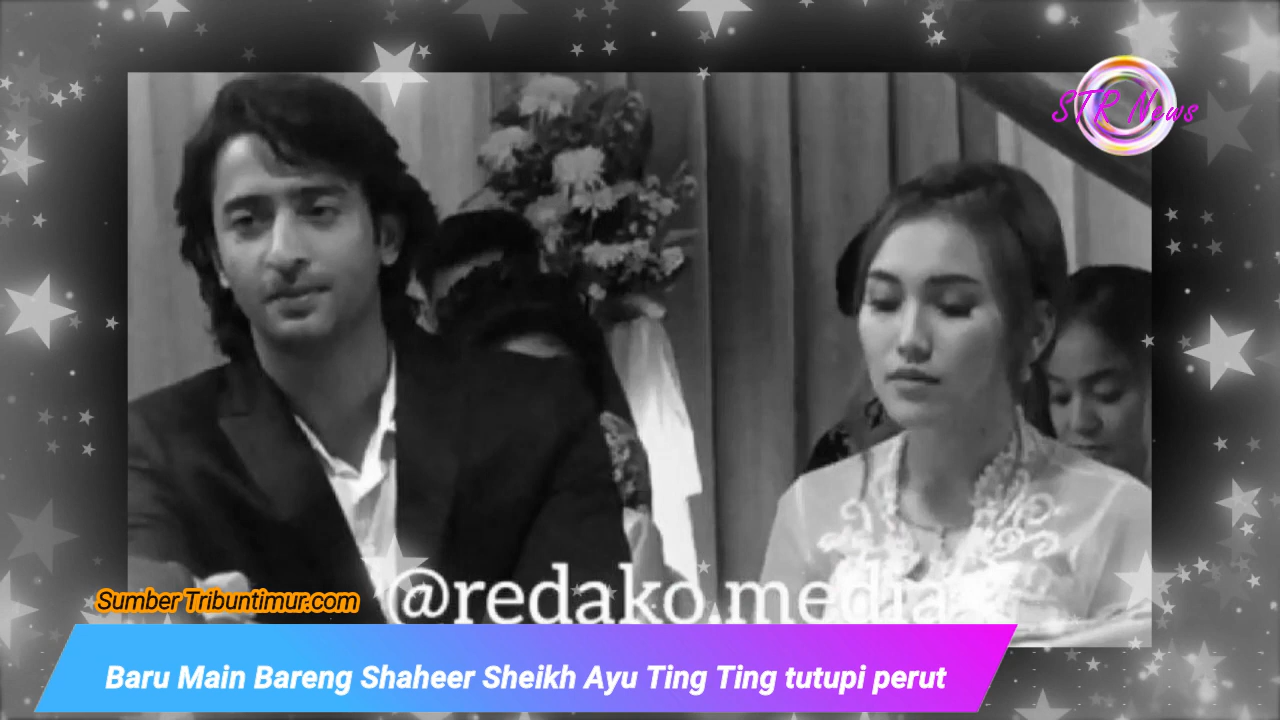 STR News
@redako.media
Sumber Tribuntimur.com
Baru Main Bareng Shaheer Sheikh Ayu Ting Ting tutupi perut